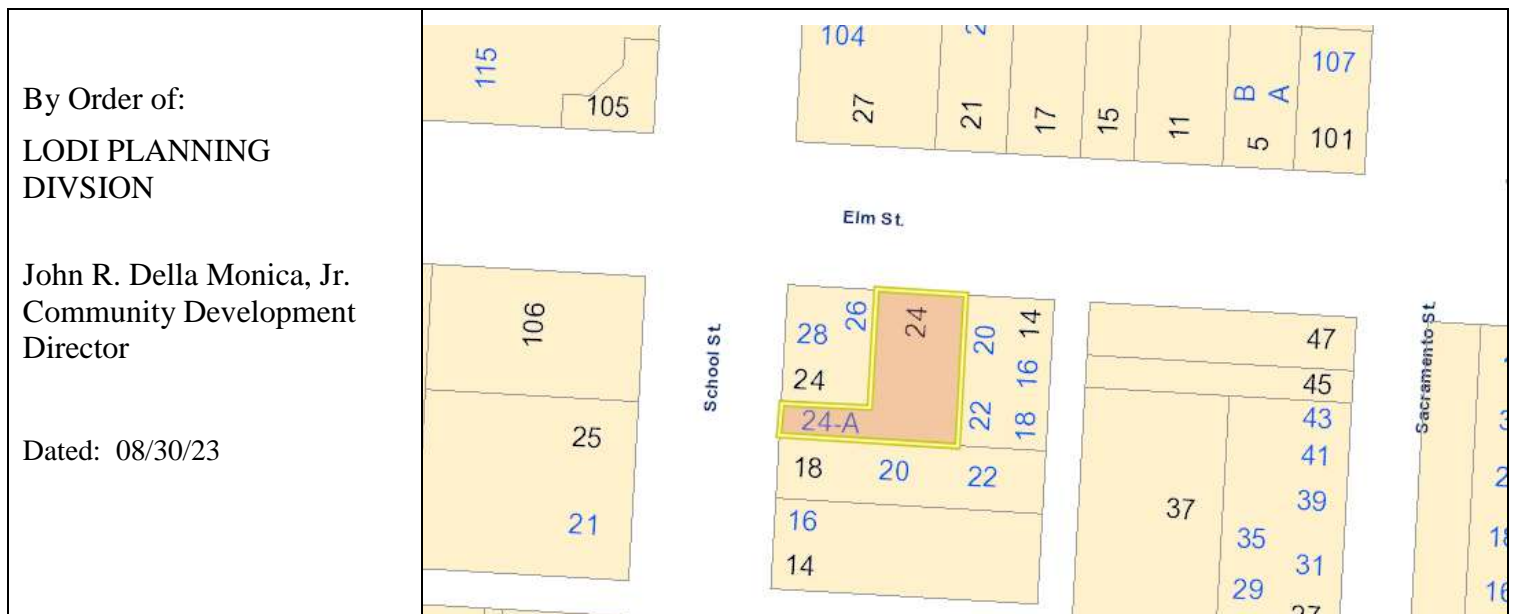 By Order of:
LODI PLANNING
DIVSION
John R. Della Monica, Jr.
Community Development
Director
Dated: 08/30/23
115
105
104
27
21
17
15
11
B
A
5
107
101
Elm St.
School St.
Sacramento St.
106
25
21
28
26
24
24
24-A
20
22
14
16
18
18
20
22
16
14
47
45
43
41
39
37
35
31
29